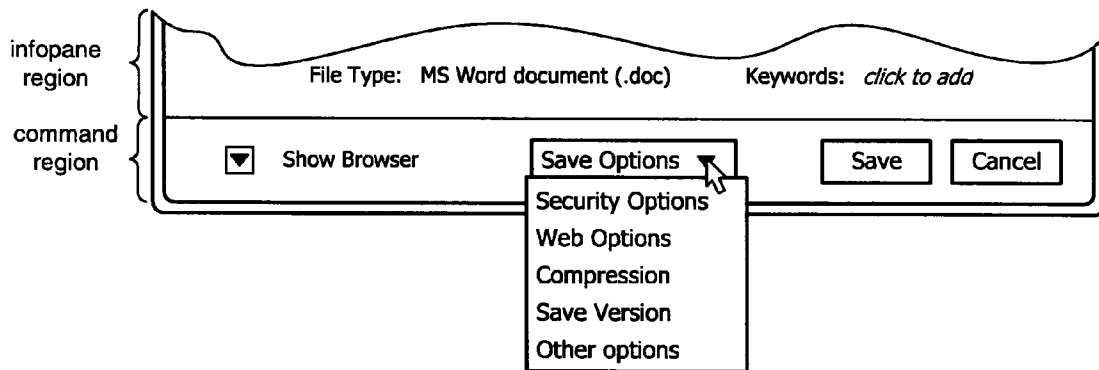 infopane
region
File Type: MS Word document (.doc) Keywords: click to add
command
region
Show Browser Save Options Save Cancel
Security Options
Web Options
Compression
Save Version
Other options